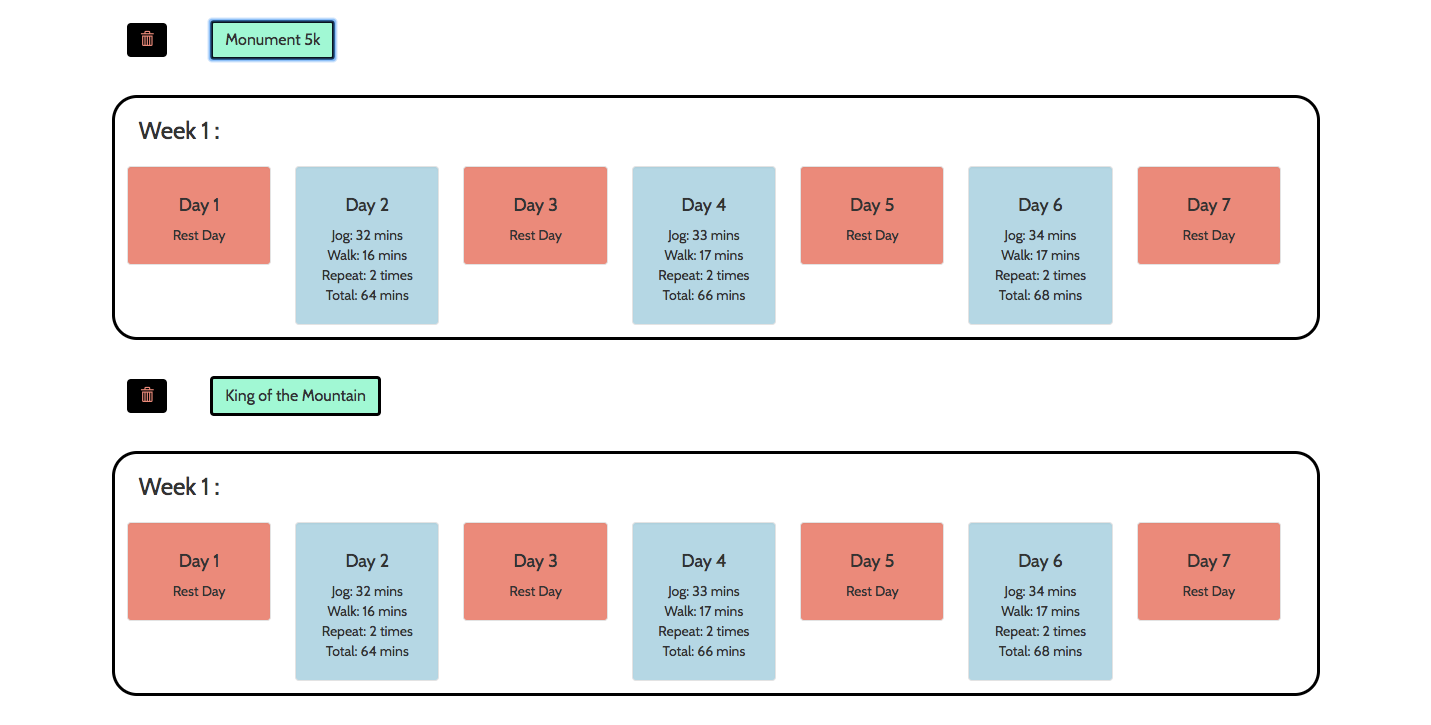 Monument 5k
Week 1 :
Day 1
Rest Day
Day 2
Jog: 32 mins
Walk: 16 mins
Repeat: 2 times
Total: 64 mins
Day 3
Rest Day
Day 4
Jog: 33 mins
Walk: 17 mins
Repeat: 2 times
Total: 66 mins
Day 5
Rest Day
Day 6
Jog: 34 mins
Walk: 17 mins
Repeat: 2 times
Total: 68 mins
Day 7
Rest Day
King of the Mountain
Week 1 :
Day 1
Rest Day
Day 2
Jog: 32 mins
Walk: 16 mins
Repeat: 2 times
Total: 64 mins
Day 3
Rest Day
Day 4
Jog: 33 mins
Walk: 17 mins
Repeat: 2 times
Total: 66 mins
Day 5
Rest Day
Day 6
Jog: 34 mins
Walk: 17 mins
Repeat: 2 times
Total: 68 mins
Day 7
Rest Day